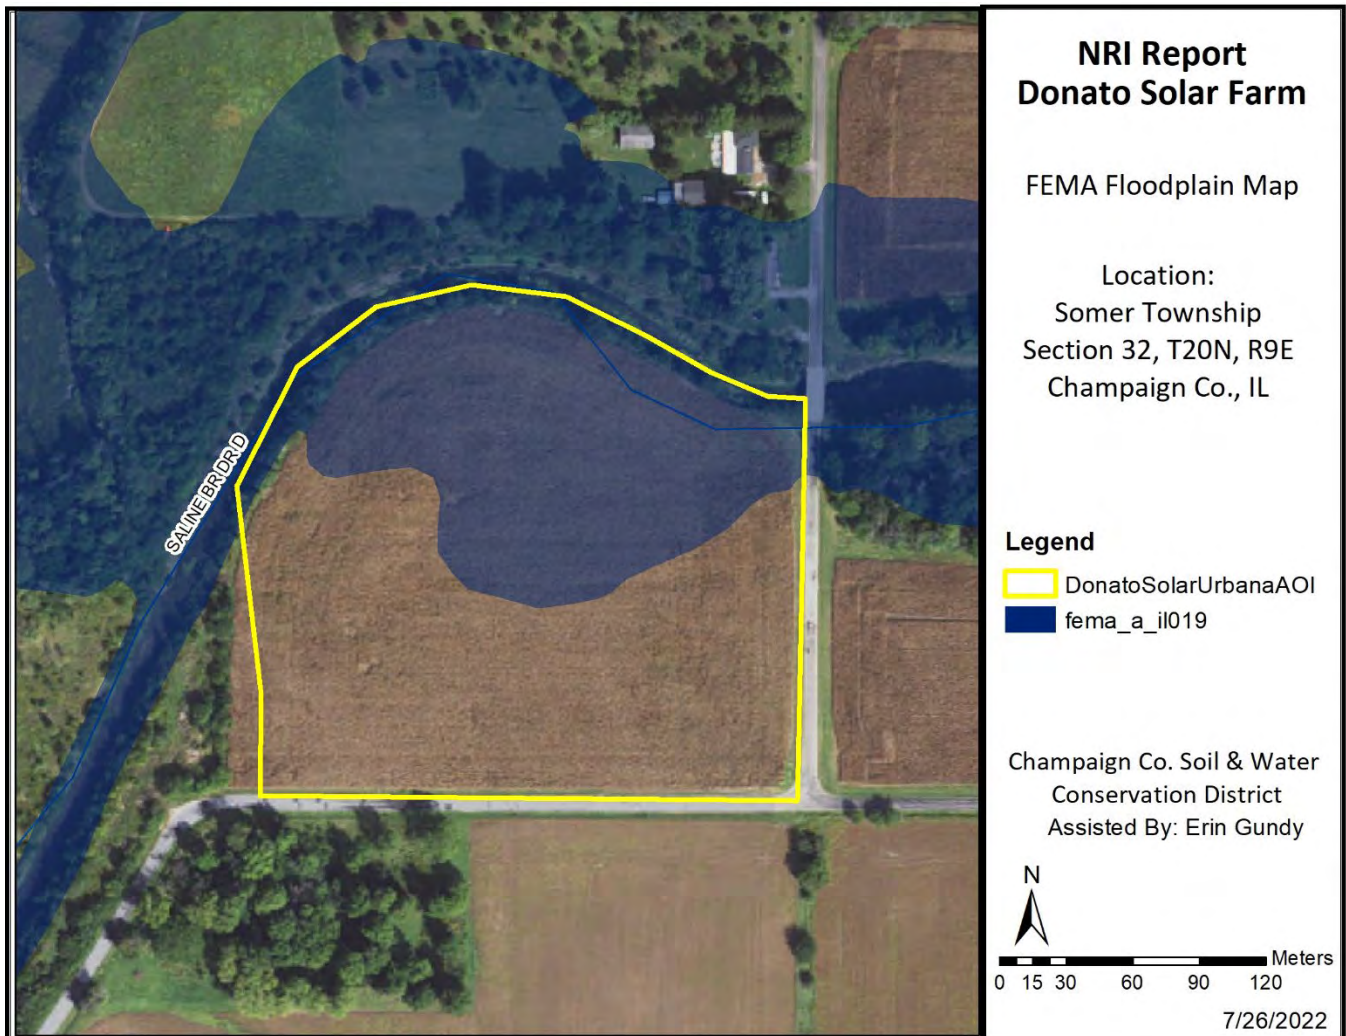 SALINE BR DR D
NRI Report
Donato Solar Farm
FEMA Floodplain Map
Location:
Somer Township
Section 32, T20N, R9E
Champaign Co., IL
Legend
DonatoSolarUrbanaAOI
fema_a_il019
Champaign Co. Soil & Water
Conservation District
Assisted By: Erin Gundy
N
Meters
0 15 30 60 90 120
7/26/2022